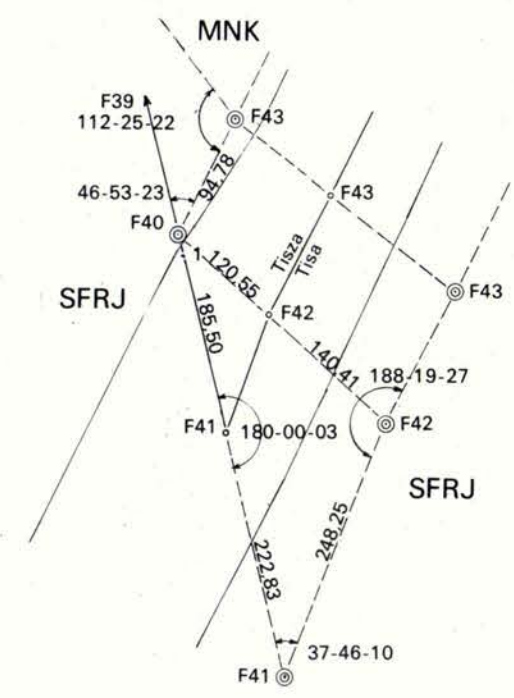 MNK
F39
112-25-22
F43
46-53-23
94,78
F40
F43
1
120,55
Tisza
Tisa
SFRJ
185,50
F42
F43
140,41
188-19-27
F41
180-00-03
F42
SFRJ
248,25
222,83
37-46-10
F41